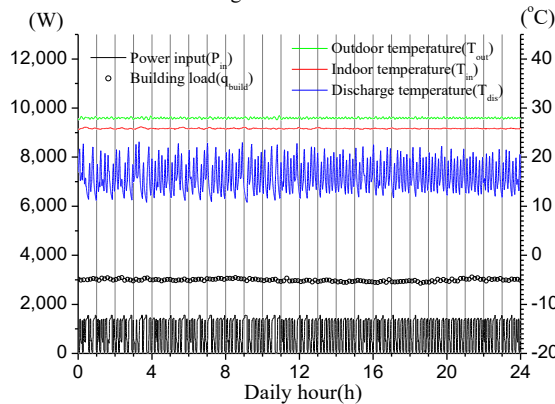 (W)
(°C)
12,000
10,000
8,000
6,000
4,000
2,000
0
Power input(P_in)
Building load(q_build)
Outdoor temperature(T_out)
Indoor temperature(T_in)
Discharge temperature(T_dis)
40
30
20
10
0
-10
-20
0 4 8 12 16 20 24
Daily hour(h)